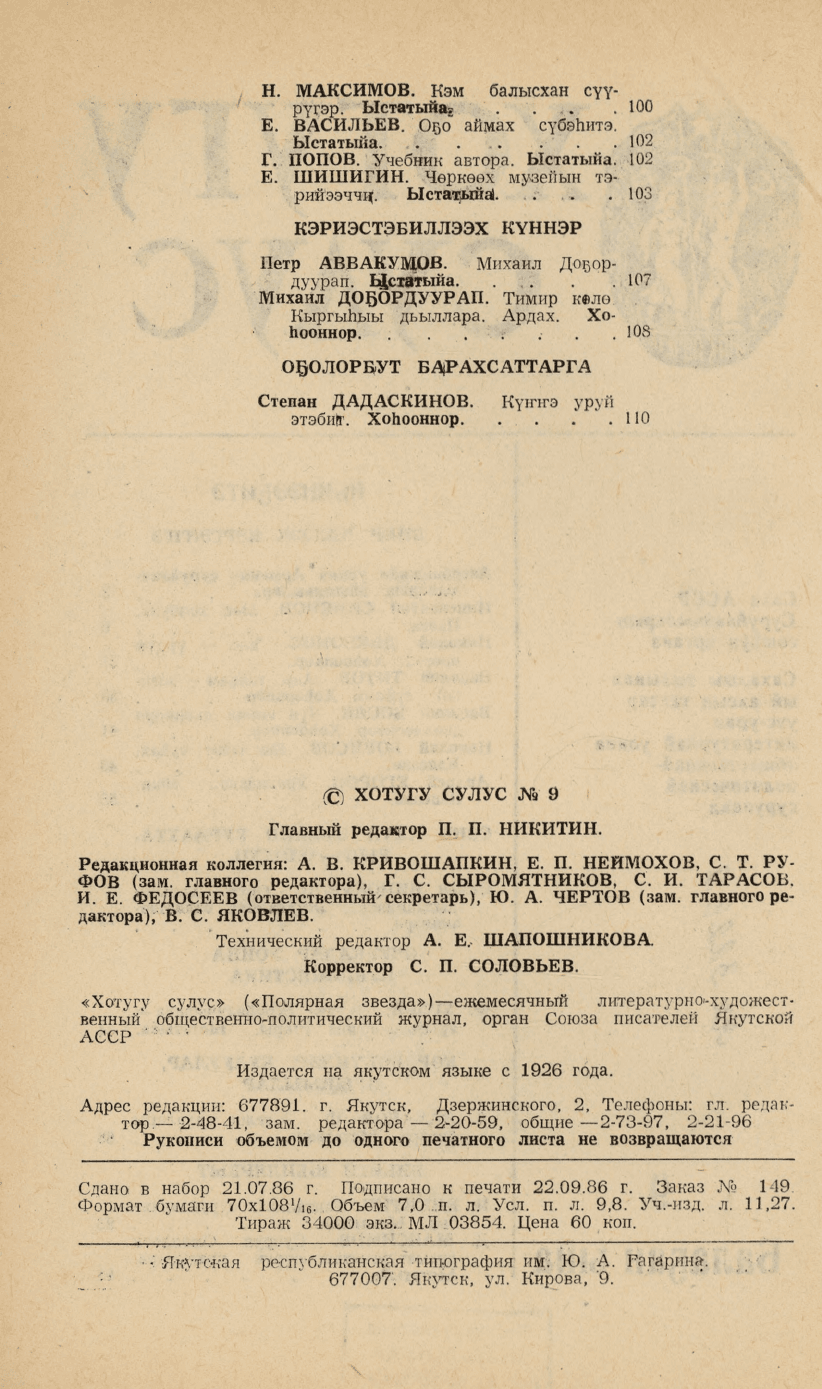 Н. МАКСИМОВ. Кэм балысхан сүү-
рүгэр. Ыстатыйа. . . . . 100
Е. ВАСИЛЬЕВ. Оҕо аймах сүбэһитэ.
Ыстатыйа. . . . . . . 102
Г. ПОПОВ. Учебник автора. Ыстатыйа. 102
Е. ШИШИГИН. Чөркөөх музейын тэ-
рийээччи. Ыстатыйа. . . . 103
КЭРИЭСТЭБИЛЛЭЭХ КҮННЭР
Петр АВВАКУМОВ. Михаил Доҕор-
дуурап. Ыстатыйа. . . . . 107
Михаил ДОҔОРДУУРАП. Тимир көлө
Кыргыһыы дьыллара. Ардах. Хо-
һооннор. . . . . . . 108
ОҔОЛОРБУТ БАРАХСАТТАРГА
Степан ДАДАСКИНОВ. Күҥҥэ уруй
этэбит. Хоһооннор. . . . . 110
© ХОТУГУ СУЛУС № 9
Главный редактор П. П. НИКИТИН.
Редакционная коллегия: А. В. КРИВОШАПКИН, Е. П. НЕЙМОХОВ, С. Т. РУ-
ФОВ (зам. главного редактора), Г. С. СЫРОМЯТНИКОВ, С. И. ТАРАСОВ,
И. Е. ФЕДОСЕЕВ (ответственный секретарь), Ю. А. ЧЕРТОВ (зам. главного ре-
дактора), В. С. ЯКОВЛЕВ.
Технический редактор А. Е. ШАПОШНИКОВА.
Корректор С. П. СОЛОВЬЕВ.
«Хотугу сулус» («Полярная звезда»)—ежемесячный литературно-художест-
венный общественно-политический журнал, орган Союза писателей Якутской
АССР
Издается на якутском языке с 1926 года.
Адрес редакции: 677891. г. Якутск, Дзержинского, 2, Телефоны: гл. редак-
тор — 2-48-41, зам. редактора — 2-20-59, общие —2-73-97, 2-21-96
Рукописи объемом до одного печатного листа не возвращаются
Сдано в набор 21.07.86 г. Подписано к печати 22.09.86 г. Заказ № 149.
Формат бумаги 70х108¹/₁₆. Объем 7,0 п. л. Усл. п. л. 9,8. Уч.-изд. л. 11,27.
Тираж 34000 экз. МЛ 03854. Цена 60 коп.
Якутская республиканская типография им. Ю. А. Гагарина.
677007. Якутск, ул. Кирова, 9.